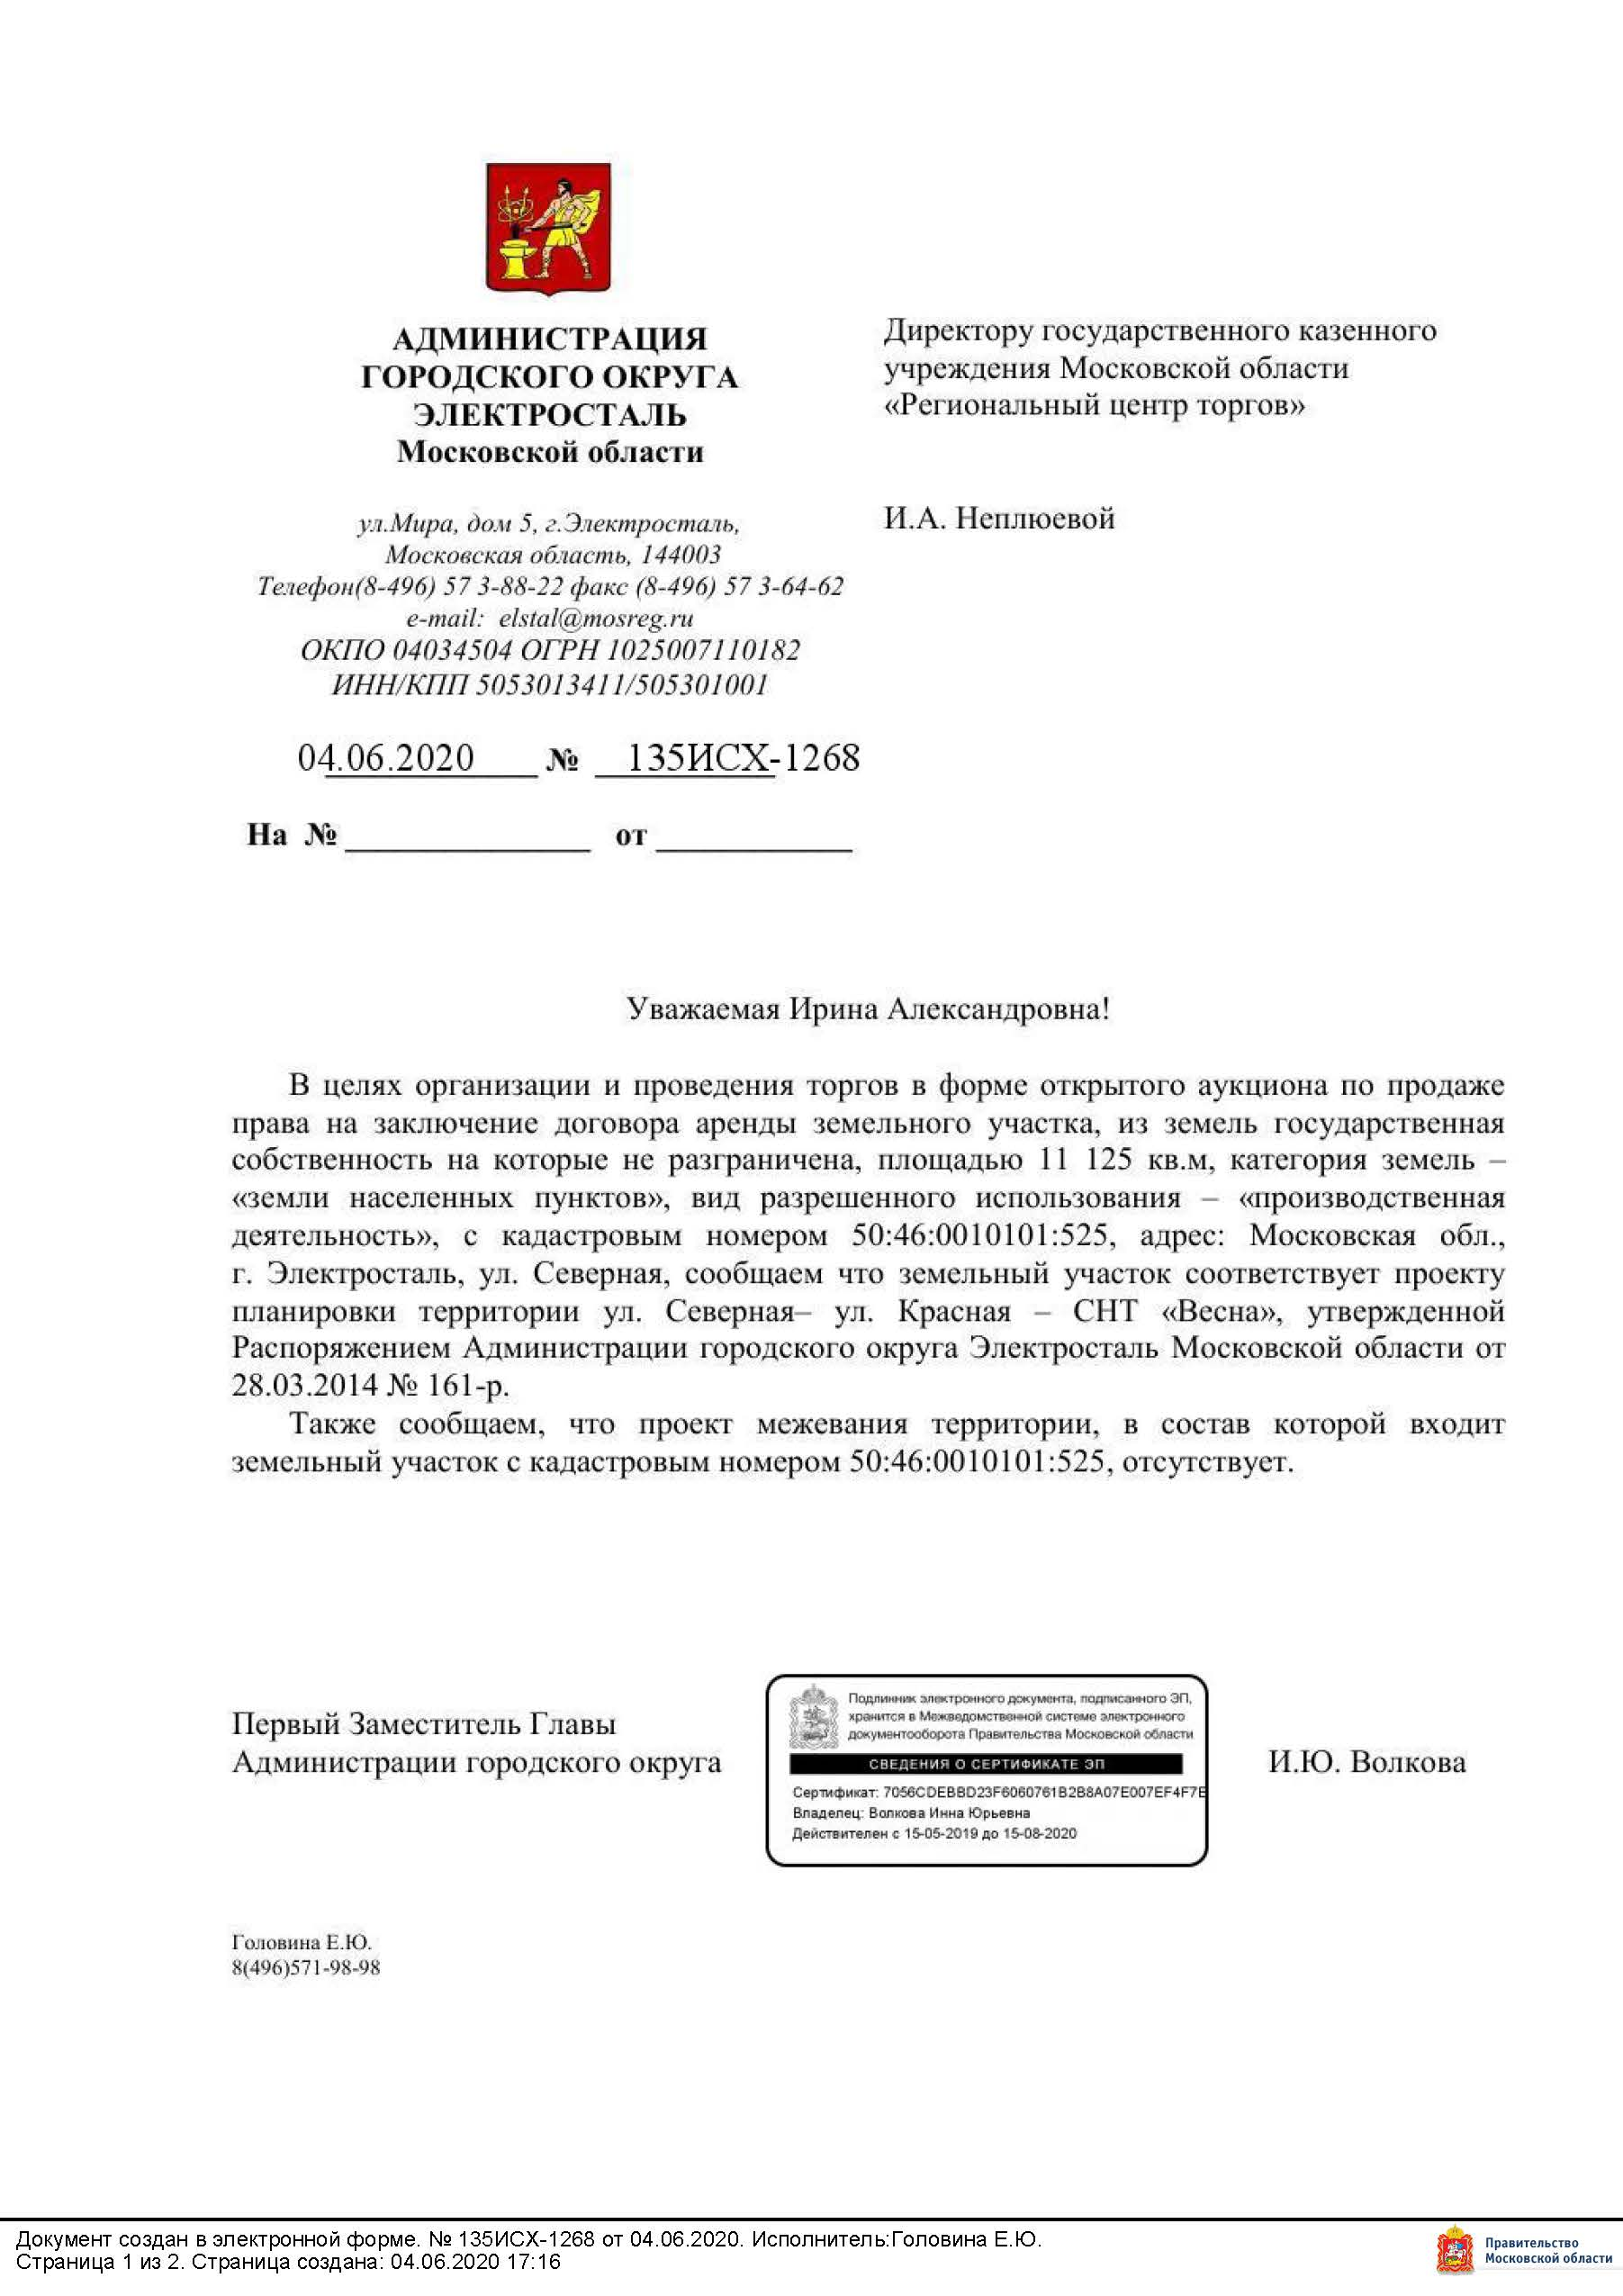 АДМИНИСТРАЦИЯ
ГОРОДСКОГО ОКРУГА
ЭЛЕКТРОСТАЛЬ
Московской области
ул.Мира, дом 5, г.Электросталь,
Московская область, 144003
Телефон(8-496) 57 3-88-22 факс (8-496) 57 3-64-62
e-mail: elstal@mosreg.ru
ОКПО 04034504 ОГРН 1025007110182
ИНН/КПП 5053013411/505301001
04.06.2020 № 135ИСХ-1268
На № от
Директору государственного казенного
учреждения Московской области
«Региональный центр торгов»
И.А. Неплюевой
Уважаемая Ирина Александровна!
В целях организации и проведения торгов в форме открытого аукциона по продаже
права на заключение договора аренды земельного участка, из земель государственная
собственность на которые не разграничена, площадью 11 125 кв.м, категория земель –
«земли населенных пунктов», вид разрешенного использования – «производственная
деятельность», с кадастровым номером 50:46:0010101:525, адрес: Московская обл.,
г. Электросталь, ул. Северная, сообщаем что земельный участок соответствует проекту
планировки территории ул. Северная– ул. Красная – СНТ «Весна», утвержденной
Распоряжением Администрации городского округа Электросталь Московской области от
28.03.2014 № 161-р.
Также сообщаем, что проект межевания территории, в состав которой входит
земельный участок с кадастровым номером 50:46:0010101:525, отсутствует.
Первый Заместитель Главы
Администрации городского округа
Подлинник электронного документа, подписанного ЭП,
хранится в Межведомственной системе электронного
документооборота Правительства Московской области
СВЕДЕНИЯ О СЕРТИФИКАТЕ ЭП
Сертификат: 7056CDEBBD23F6060761B2B8A07E007EF4F7E
Владелец: Волкова Инна Юрьевна
Действителен с 15-05-2019 до 15-08-2020
И.Ю. Волкова
Головина Е.Ю.
8(496)571-98-98
Документ создан в электронной форме. № 135ИСХ-1268 от 04.06.2020. Исполнитель:Головина Е.Ю.
Страница 1 из 2. Страница создана: 04.06.2020 17:16
Правительство
Московской области